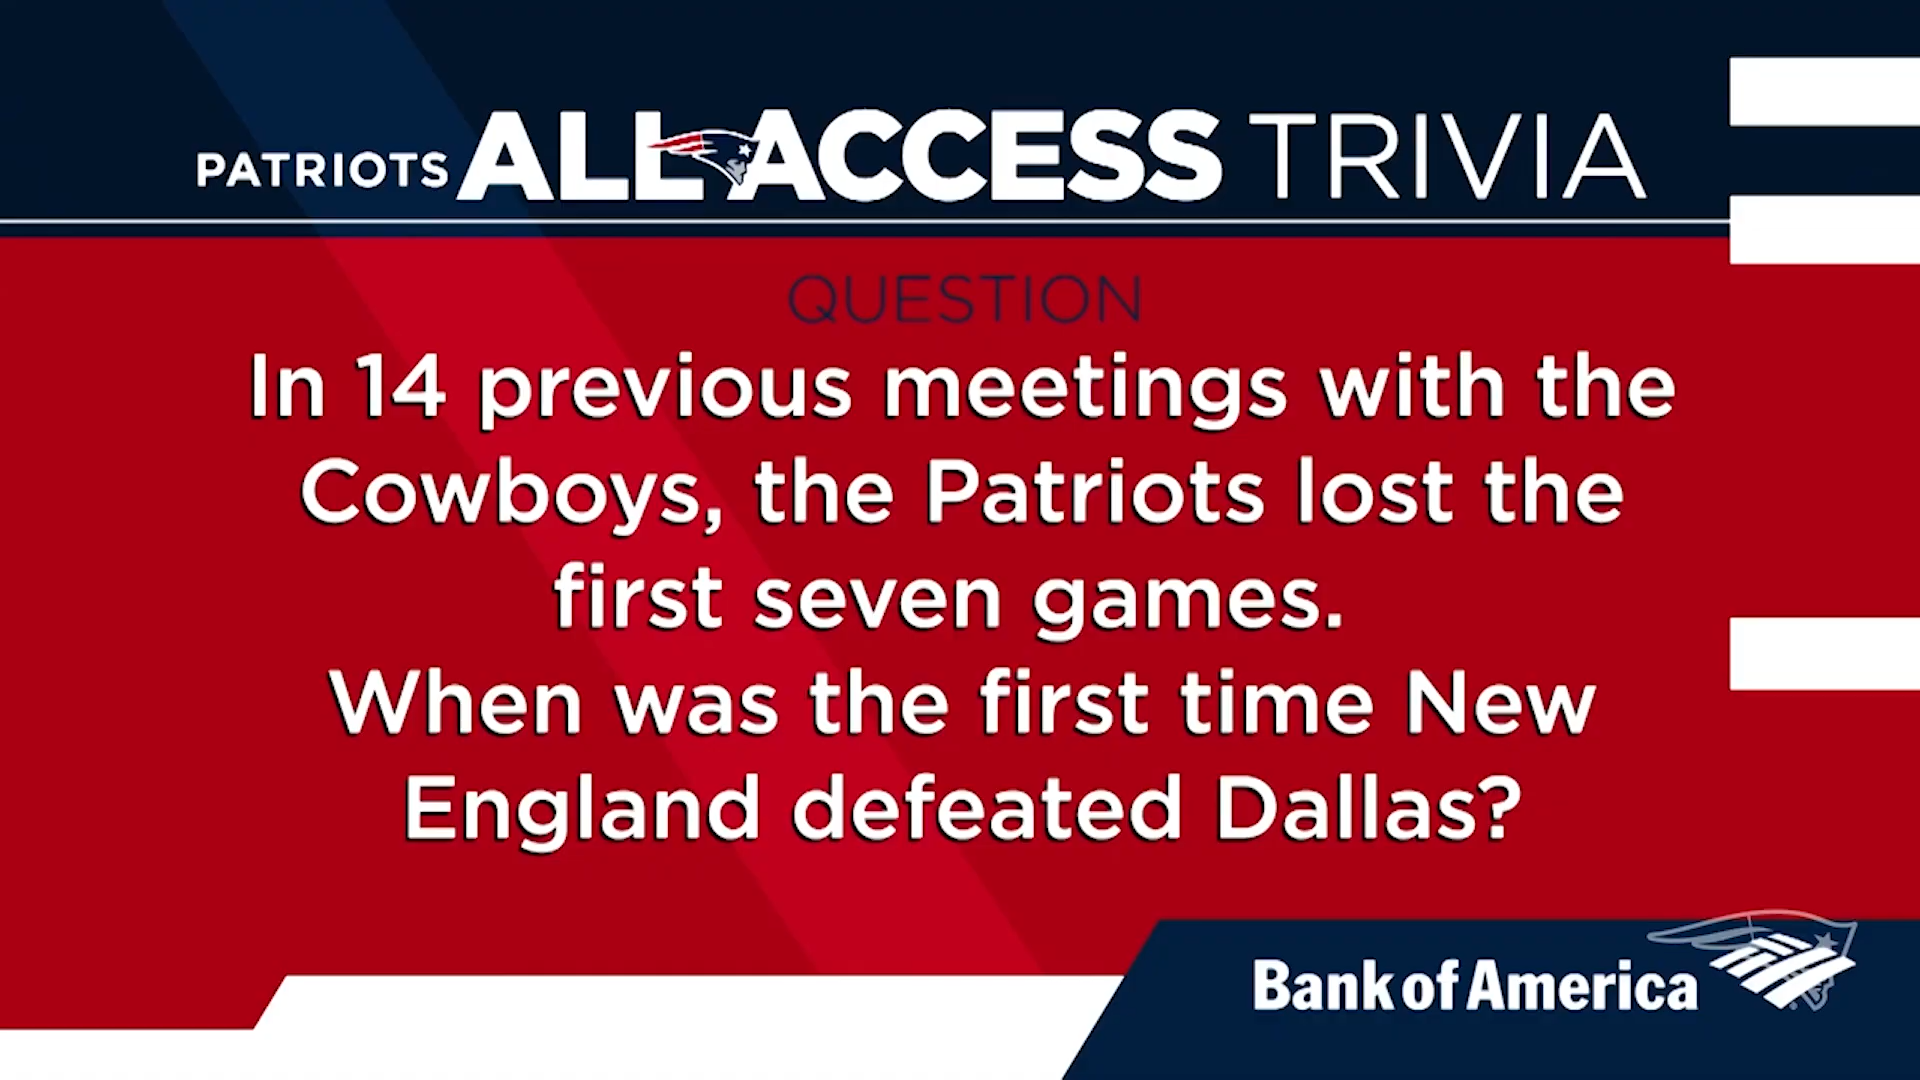 PATRIOTS ALL ACCESS TRIVIA
QUESTION
In 14 previous meetings with the
Cowboys, the Patriots lost the
first seven games.
When was the first time New
England defeated Dallas?
Bank of America